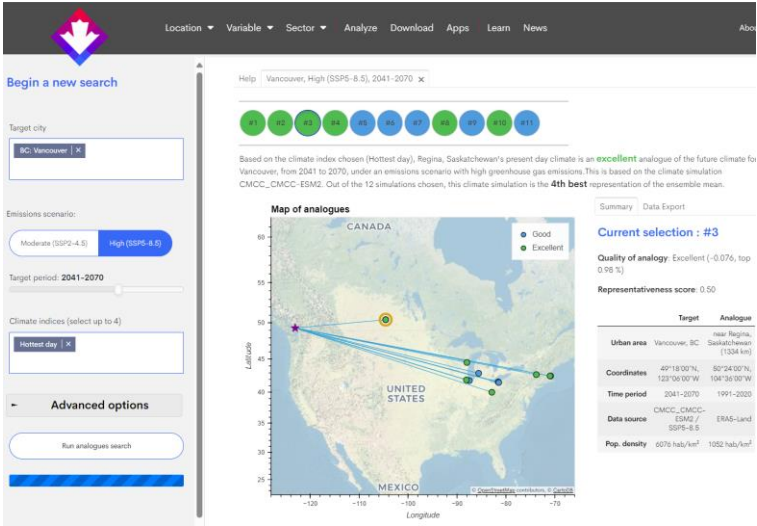 Location Variable Sector Analyze Download Apps Learn News Abou
Begin a new search
Target city
BC: Vancouver | ×
Emissions scenario:
Moderate (SSP2-4.5) High (SSP5-8.5)
Target period: 2041-2070
Climate indices (select up to 4)
Hottest day | ×
Advanced options
Run analogues search
Help Vancouver, High (SSP5-8.5), 2041-2070 x
#1 #2 #3 #4 #5 #6 #7 #8 #9 #10 #11
Based on the climate index chosen (Hottest day), Regina, Saskatchewan's present day climate is an excellent analogue of the future climate for
Vancouver, from 2041 to 2070, under an emissions scenario with high greenhouse gas emissions.This is based on the climate simulation
CMCC_CMCC-ESM2. Out of the 12 simulations chosen, this climate simulation is the 4th best representation of the ensemble mean.
Map of analogues
CANADA
Good
Excellent
UNITED
STATES
MEXICO
© OpenStreetMap contributors, © CartoDB
60
55
50
45
40
35
30
25
Latitude
−120 −110 −100 −90 −80 −70
Longitude
Summary Data Export
Current selection : #3
Quality of analogy: Excellent (-0.076, top
0.98 %)
Representativeness score: 0.50
Target Analogue
Urban area Vancouver, BC near Regina,
Saskatchewan
(1334 km)
Coordinates 49°18'00"N,
123°06'00"W 50°24'00"N,
104°36'00"W
Time period 2041-2070 1991-2020
Data source CMCC_CMCC-
ESM2 /
SSP5-8.5 ERA5-Land
Pop. density 6076 hab/km² 1052 hab/km²